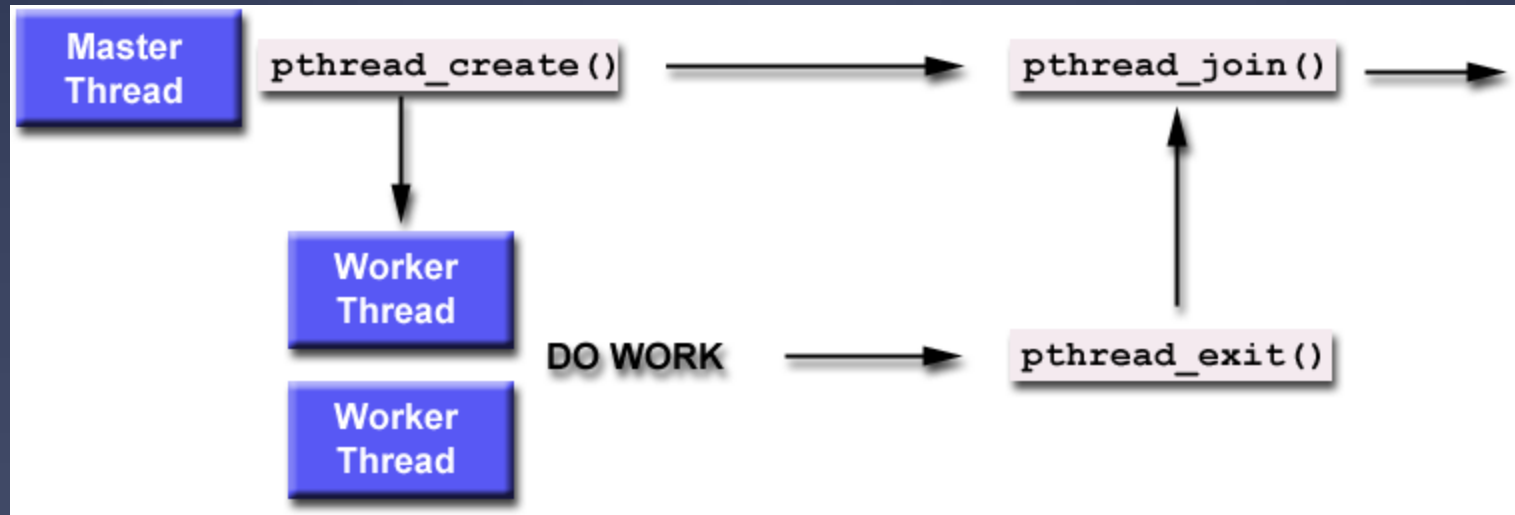 Master
Thread
pthread_create()
pthread_join()
Worker
Thread
DO WORK
pthread_exit()
Worker
Thread